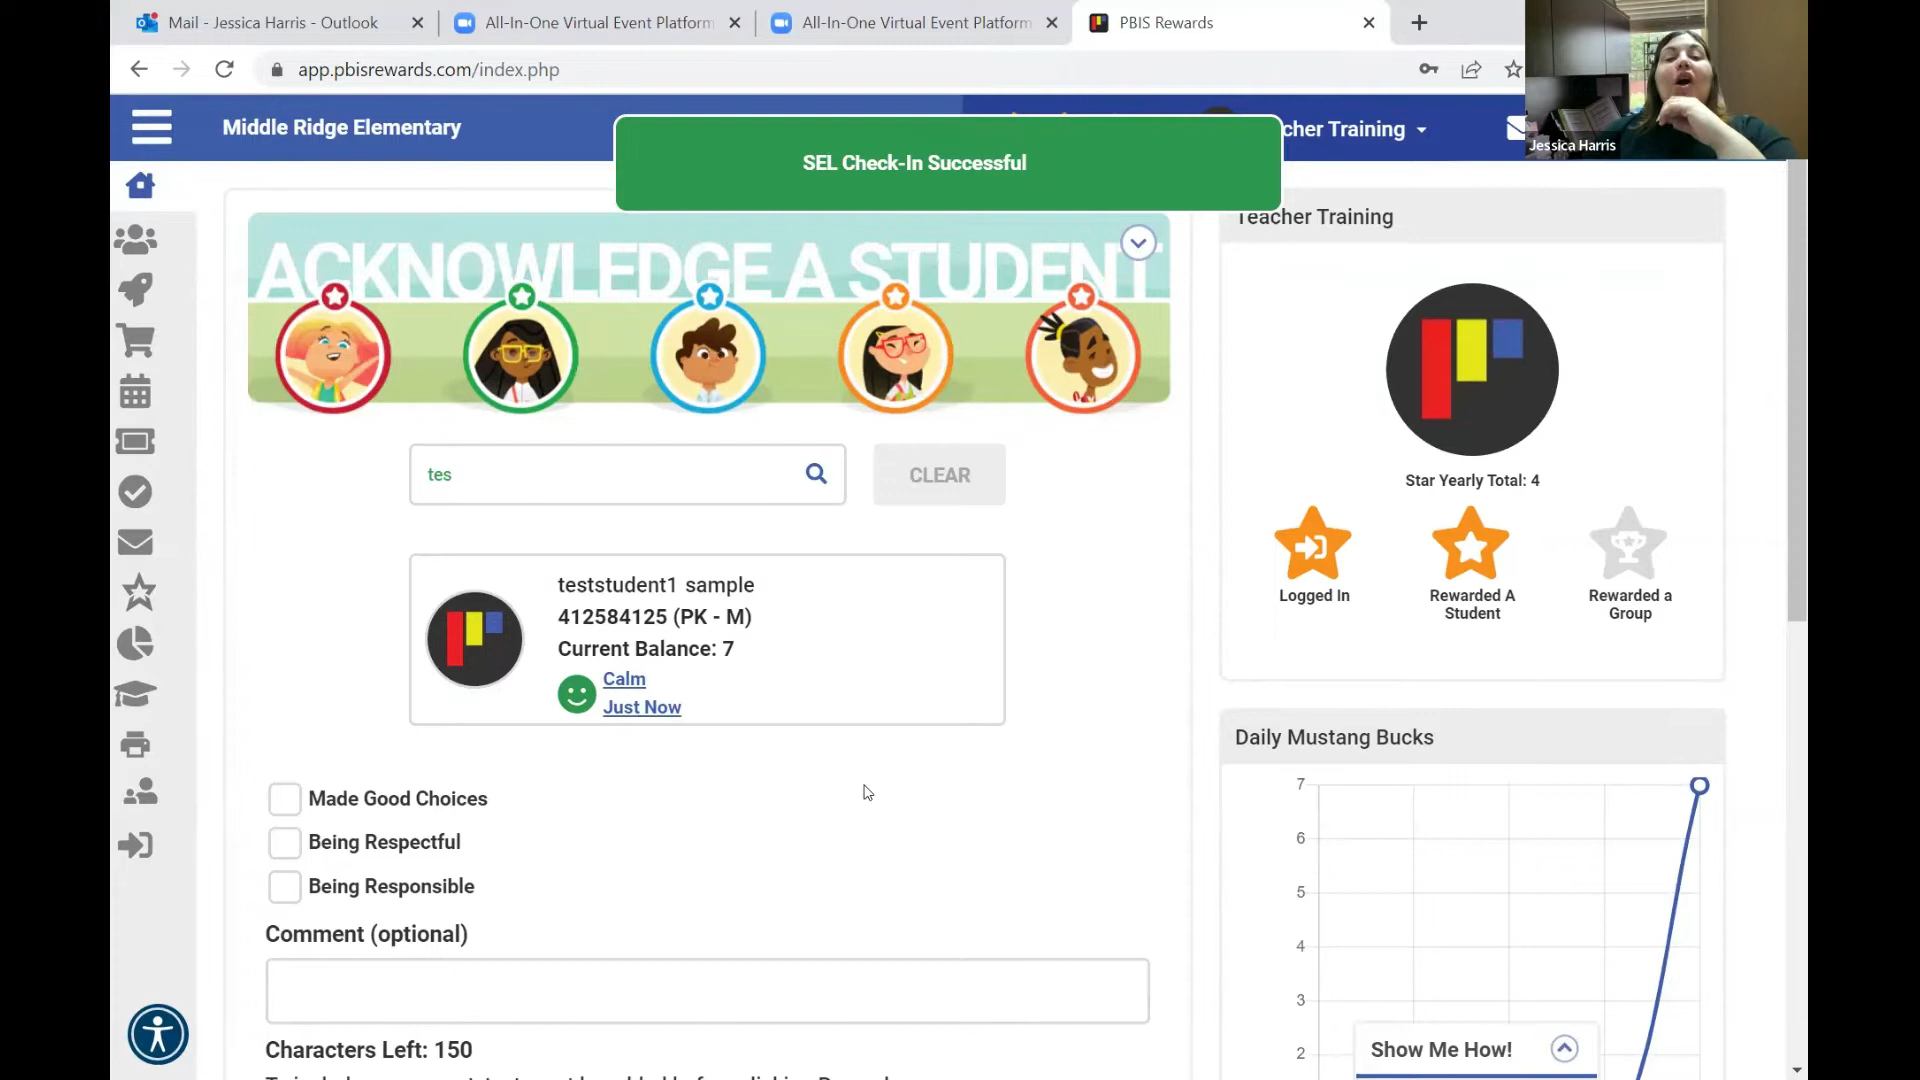 Mail - Jessica Harris - Outlook
All-In-One Virtual Event Platform
All-In-One Virtual Event Platform
PBIS Rewards
app.pbisrewards.com/index.php
Jessica Harris
Middle Ridge Elementary
cher Training
SEL Check-In Successful
ACKNOWLEDGE A STUDENT
tes
CLEAR
teststudent1 sample
412584125 (PK - M)
Current Balance: 7
Calm
Just Now
Made Good Choices
Being Respectful
Being Responsible
Comment (optional)
Characters Left: 150
Teacher Training
Star Yearly Total: 4
Logged In
Rewarded A
Student
Rewarded a
Group
Daily Mustang Bucks
7
6
5
4
3
2
Show Me How!